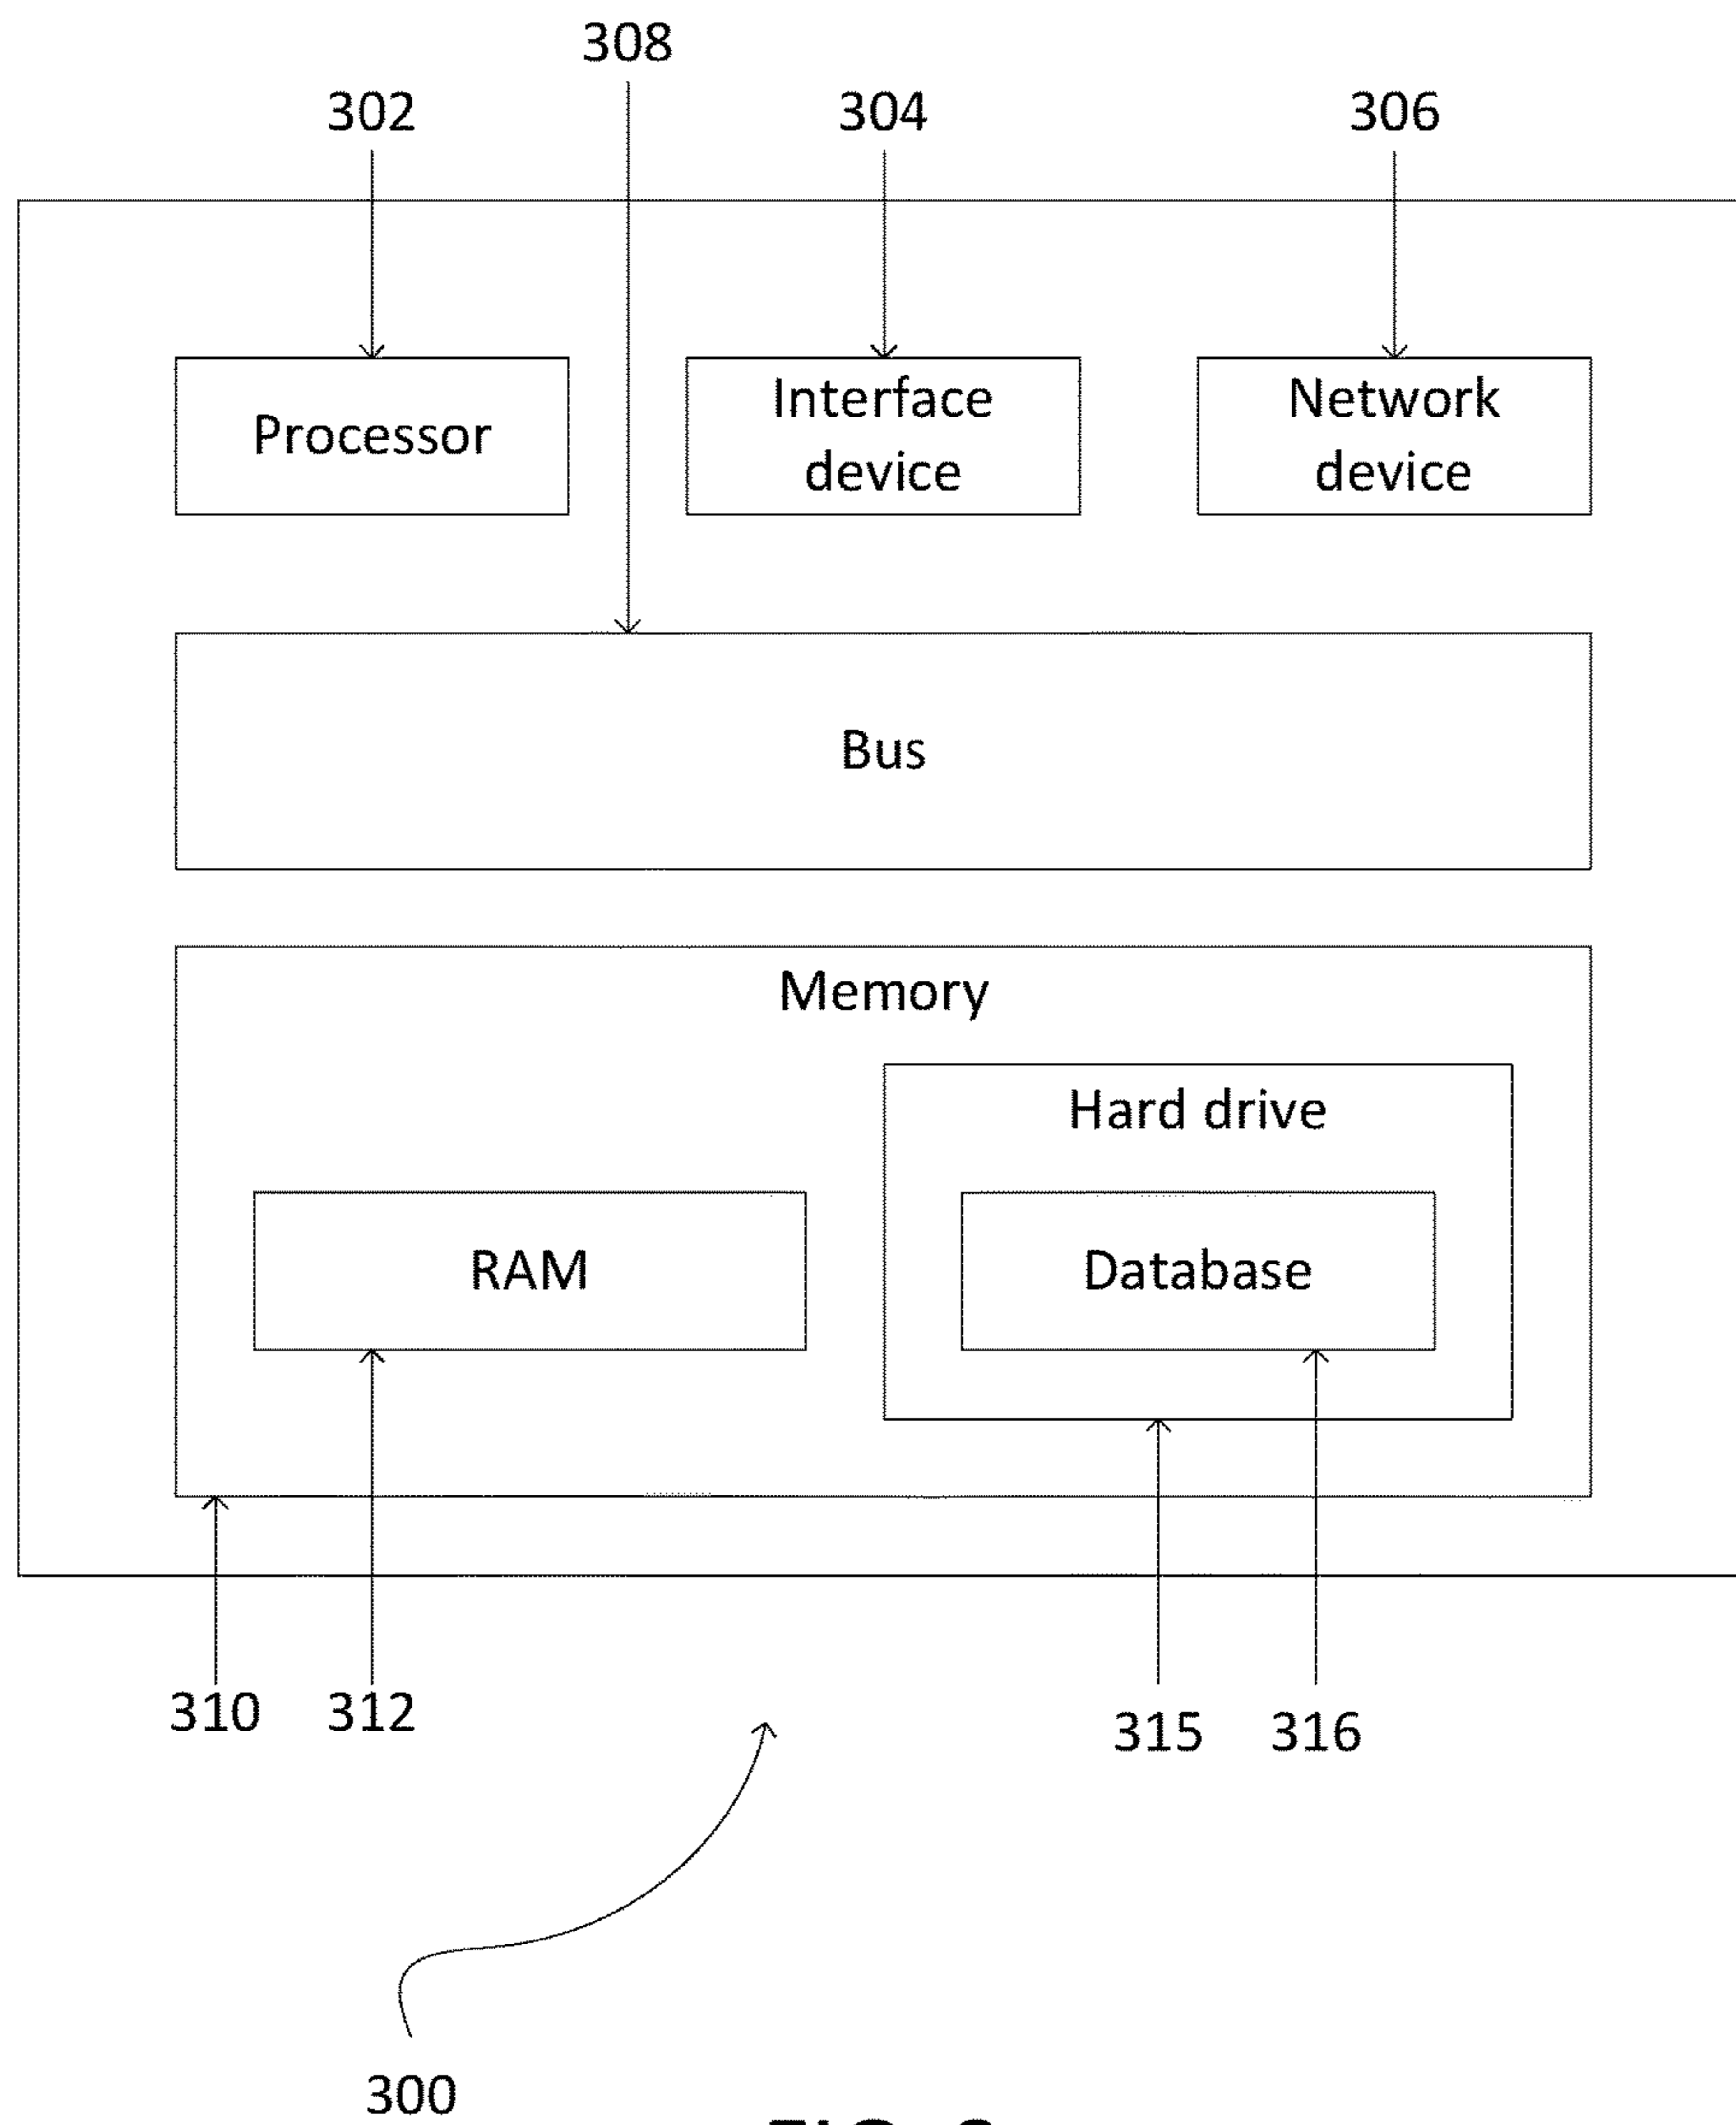 308
302 304 306
Processor
Interface
device
Network
device
Bus
Memory
Hard drive
RAM
Database
310 312
315 316
300